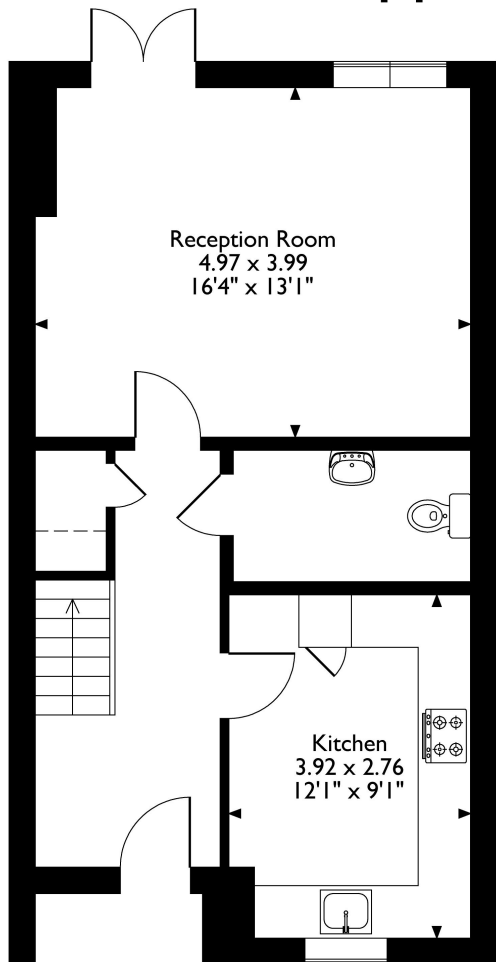 Reception Room
4.97 x 3.99
16'4" x 13'1"
Kitchen
3.92 x 2.76
12'1" x 9'1"